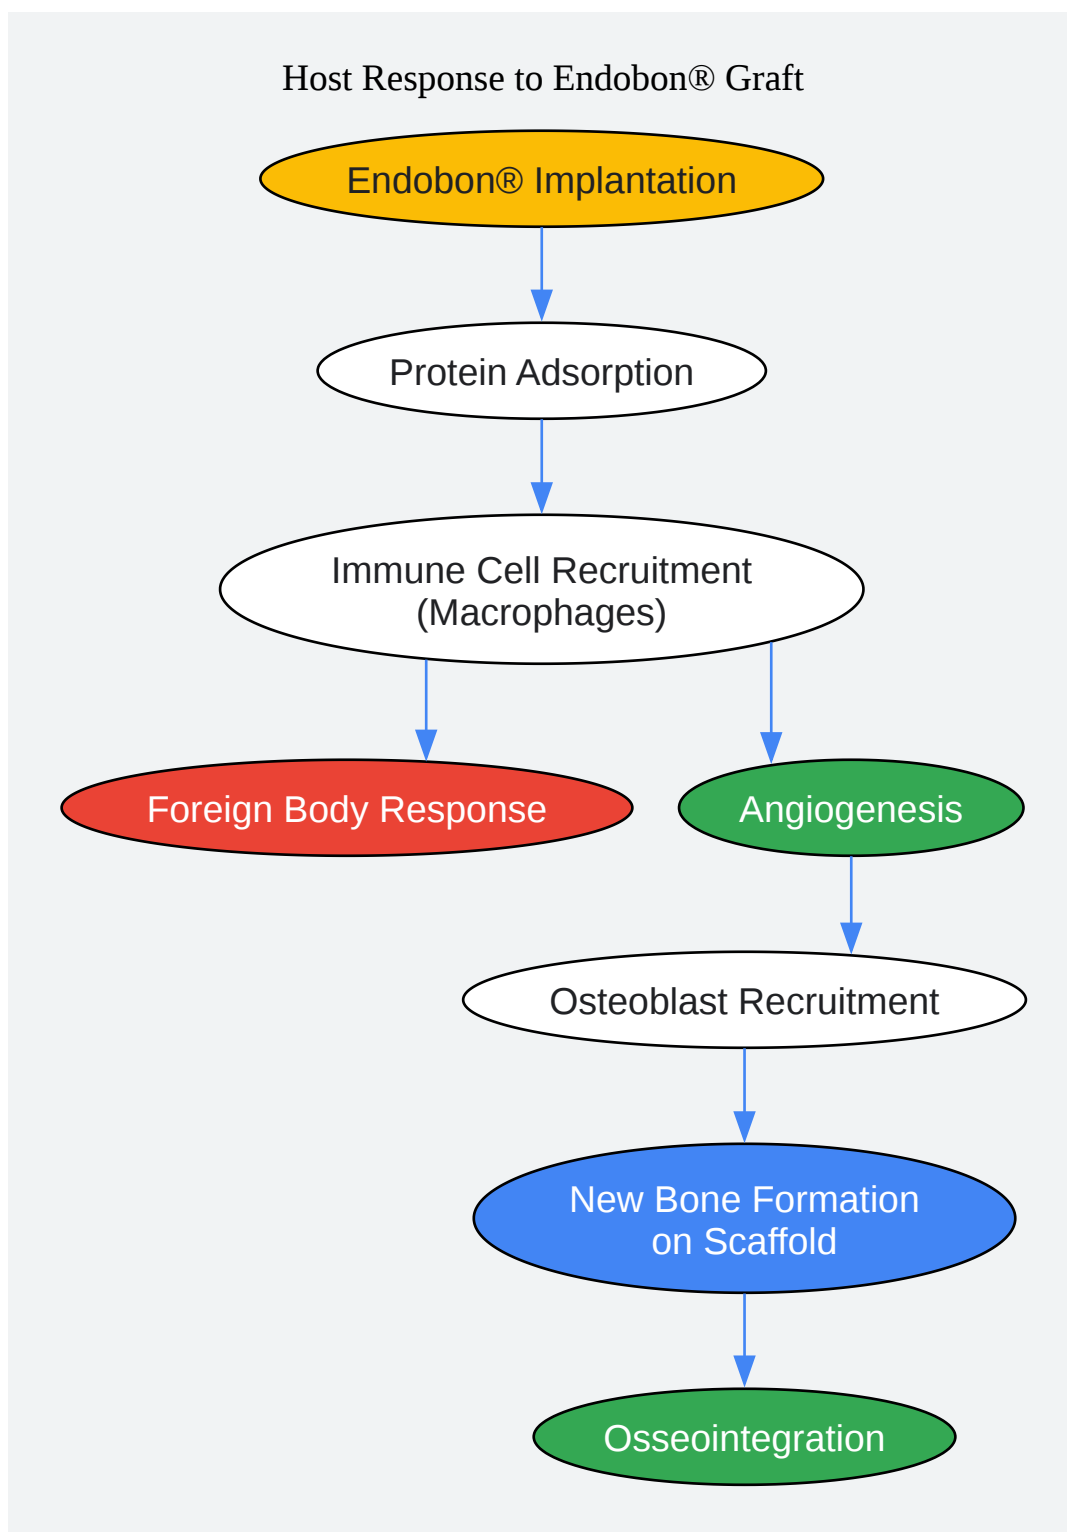 Host Response to Endobon® Graft
Endobon® Implantation
Protein Adsorption
Immune Cell Recruitment
(Macrophages)
Foreign Body Response
Angiogenesis
Osteoblast Recruitment
New Bone Formation
on Scaffold
Osseointegration